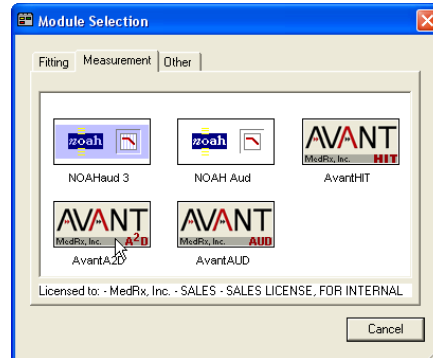 Module Selection
Fitting Measurement Other
noah noah AVANT
MedRx, Inc. HIT
NOAHaud 3 NOAH Aud AvantHIT
AVANT AVANT
MedRx, Inc. A2D MedRx, Inc. AUD
AvantA2D AvantAUD
Licensed to: - MedRx, Inc. - SALES - SALES LICENSE, FOR INTERNAL
Cancel